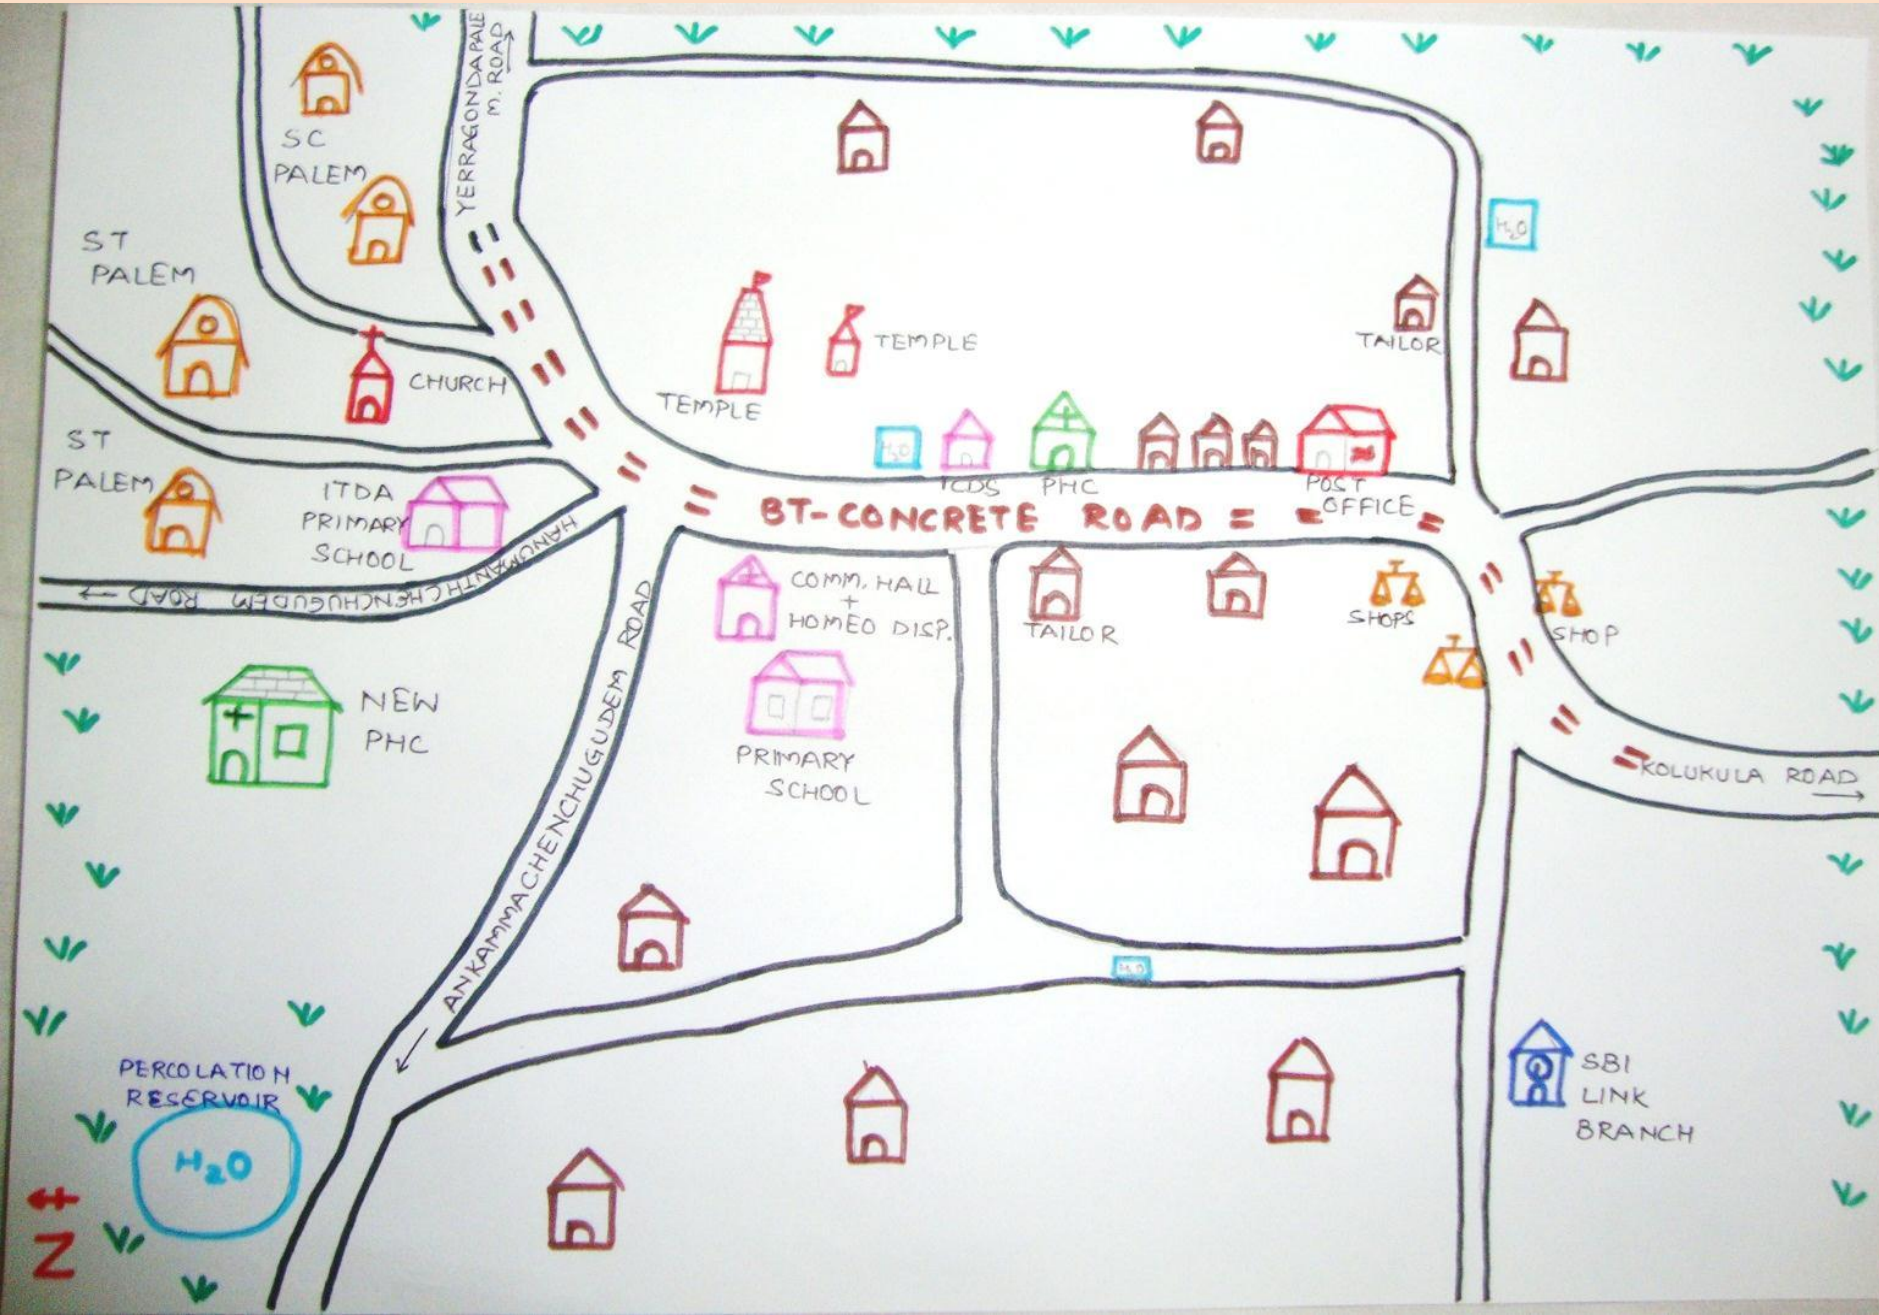 YERRAGONDAPALE
M. ROAD
SC
PALEM
ST
PALEM
H2O
TEMPLE
TAILOR
CHURCH
TEMPLE
H2O
ICDS
PHC
POST
OFFICE
ST
PALEM
ITDA
PRIMARY
SCHOOL
BT-CONCRETE ROAD
HANUMANTHCHENCHUGUDEM ROAD
COMM. HALL
+
HOMEO DISP.
TAILOR
SHOPS
SHOP
ANKAMMACHENCHUGUDEM ROAD
NEW
PHC
PRIMARY
SCHOOL
KOLUKULA ROAD
H2O
PERCOLATION
RESERVOIR
H2O
SBI
LINK
BRANCH
N